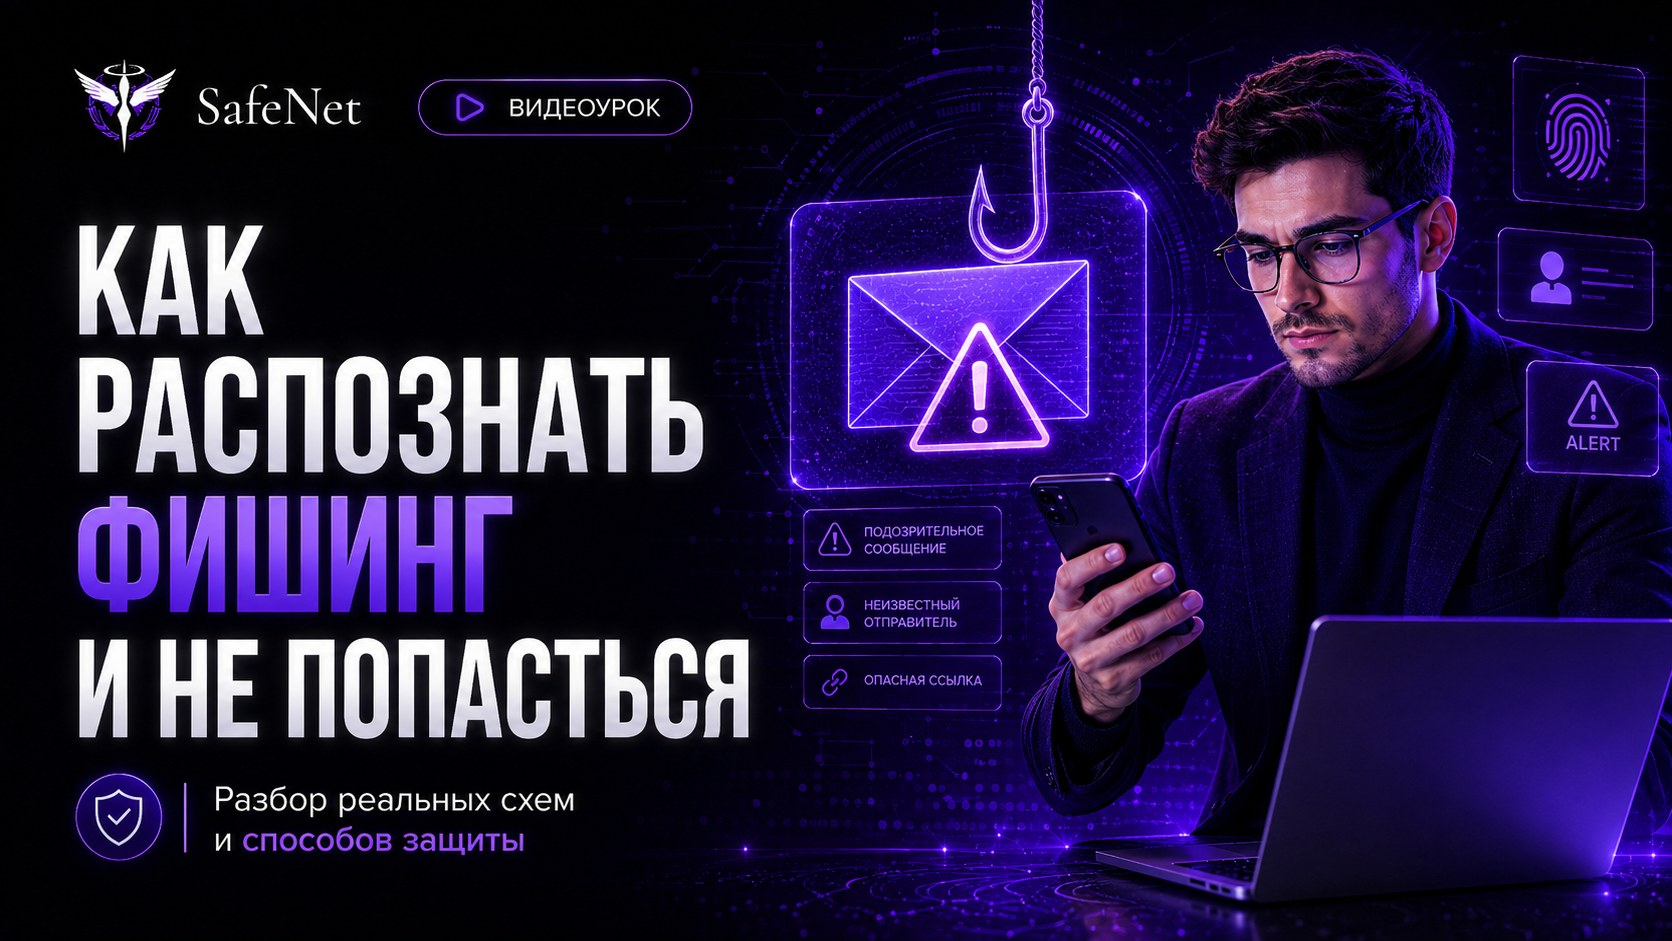 SafeNet
ВИДЕОУРОК
КАК
РАСПОЗНАТЬ
ФИШИНГ
И НЕ ПОПАСТЬСЯ
Разбор реальных схем
и способов защиты
ПОДОЗРИТЕЛЬНОЕ
СООБЩЕНИЕ
НЕИЗВЕСТНЫЙ
ОТПРАВИТЕЛЬ
ОПАСНАЯ ССЫЛКА
ALERT